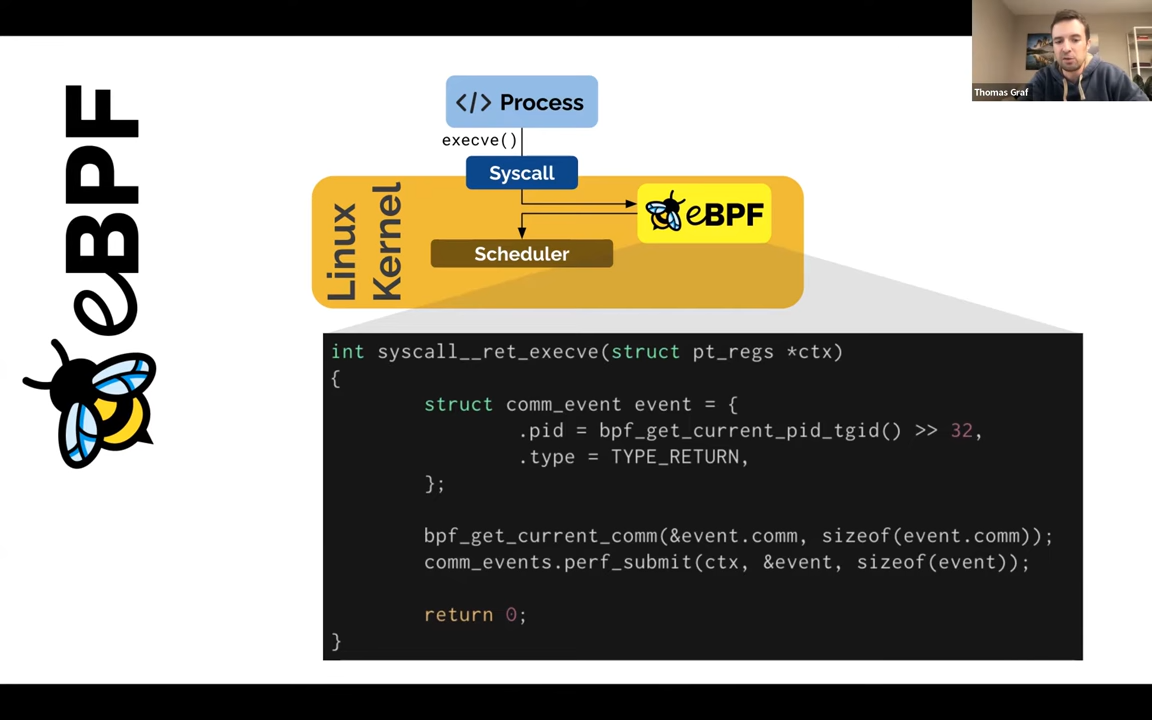 eBPF
</> Process
execve()
Syscall
Linux
Kernel
eBPF
Scheduler
int syscall__ret_execve(struct pt_regs *ctx)
{
struct comm_event event = {
.pid = bpf_get_current_pid_tgid() >> 32,
.type = TYPE_RETURN,
};
bpf_get_current_comm(&event.comm, sizeof(event.comm));
comm_events.perf_submit(ctx, &event, sizeof(event));
return 0;
}
Thomas Graf